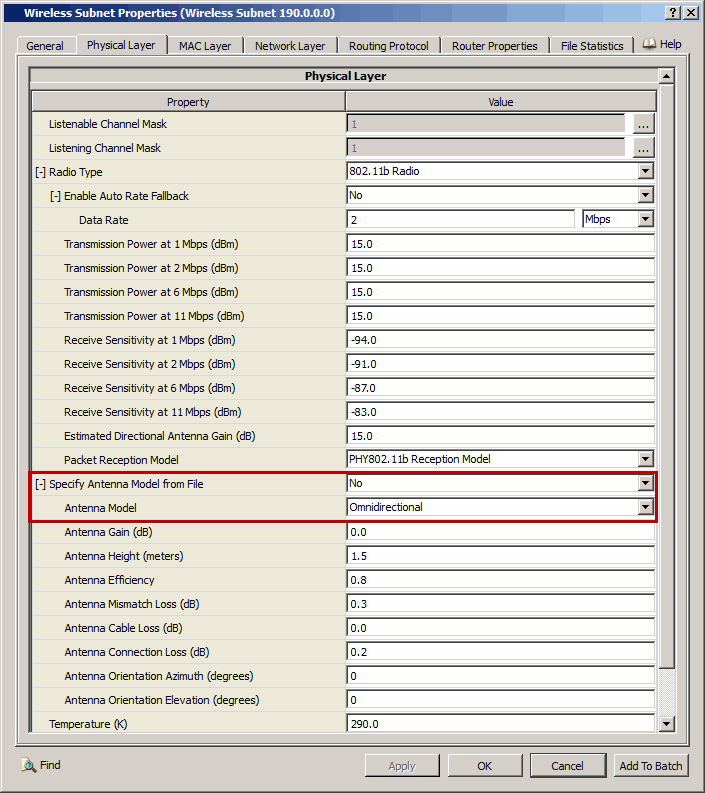 Wireless Subnet Properties (Wireless Subnet 190.0.0.0)
General Physical Layer MAC Layer Network Layer Routing Protocol Router Properties File Statistics Help
Physical Layer
Property Value
Listenable Channel Mask 1 ...
Listening Channel Mask 1 ...
[-] Radio Type 802.11b Radio
[-] Enable Auto Rate Fallback No
Data Rate 2 Mbps
Transmission Power at 1 Mbps (dBm) 15.0
Transmission Power at 2 Mbps (dBm) 15.0
Transmission Power at 6 Mbps (dBm) 15.0
Transmission Power at 11 Mbps (dBm) 15.0
Receive Sensitivity at 1 Mbps (dBm) -94.0
Receive Sensitivity at 2 Mbps (dBm) -91.0
Receive Sensitivity at 6 Mbps (dBm) -87.0
Receive Sensitivity at 11 Mbps (dBm) -83.0
Estimated Directional Antenna Gain (dB) 15.0
Packet Reception Model PHY802.11b Reception Model
[-] Specify Antenna Model from File No
Antenna Model Omnidirectional
Antenna Gain (dB) 0.0
Antenna Height (meters) 1.5
Antenna Efficiency 0.8
Antenna Mismatch Loss (dB) 0.3
Antenna Cable Loss (dB) 0.0
Antenna Connection Loss (dB) 0.2
Antenna Orientation Azimuth (degrees) 0
Antenna Orientation Elevation (degrees) 0
Temperature (K) 290.0
Find Apply OK Cancel Add To Batch